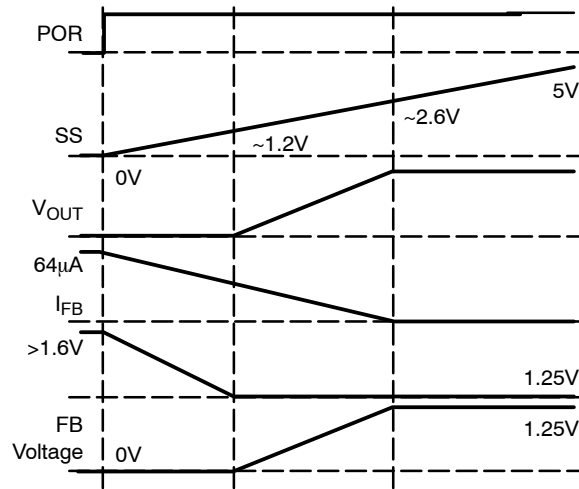 POR
5V
~2.6V
SS
~1.2V
0V
VOUT
64μA
IFB
>1.6V
1.25V
FB
1.25V
Voltage
0V